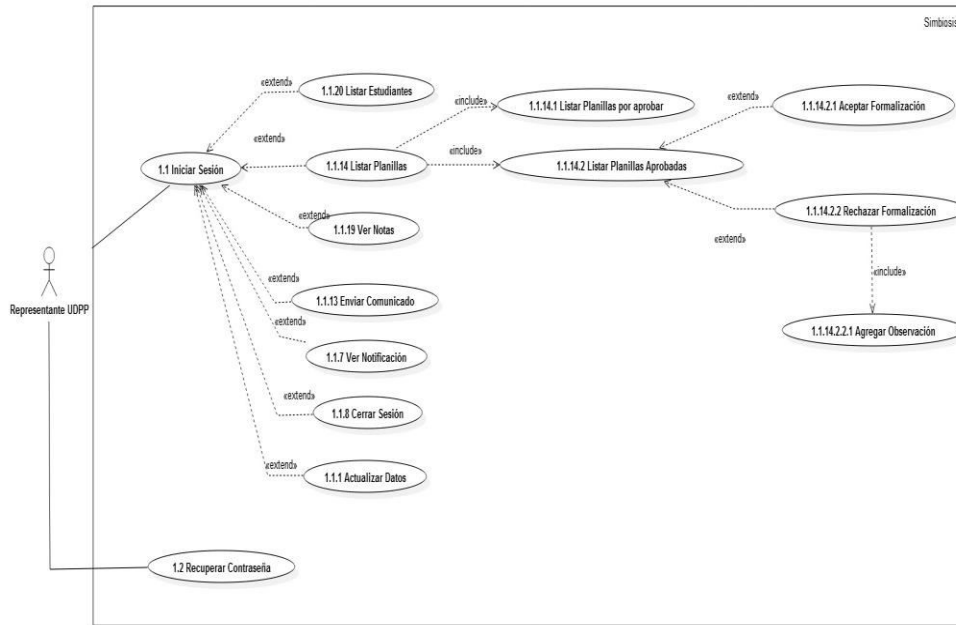 Simbiosis
«extend»
1.1.20 Listar Estudiantes
«include»
1.1.14.1 Listar Planillas por aprobar
«extend»
1.1.14.2.1 Aceptar Formalización
«extend»
1.1 Iniciar Sesión
1.1.14 Listar Planillas
«include»
1.1.14.2 Listar Planillas Aprobadas
«extend»
1.1.19 Ver Notas
1.1.14.2.2 Rechazar Formalización
«extend»
«include»
Representante UDPP
«extend»
1.1.13 Enviar Comunicado
«extend»
1.1.7 Ver Notificación
1.1.14.2.2.1 Agregar Observación
«extend»
1.1.8 Cerrar Sesión
«extend»
1.1.1 Actualizar Datos
1.2 Recuperar Contraseña